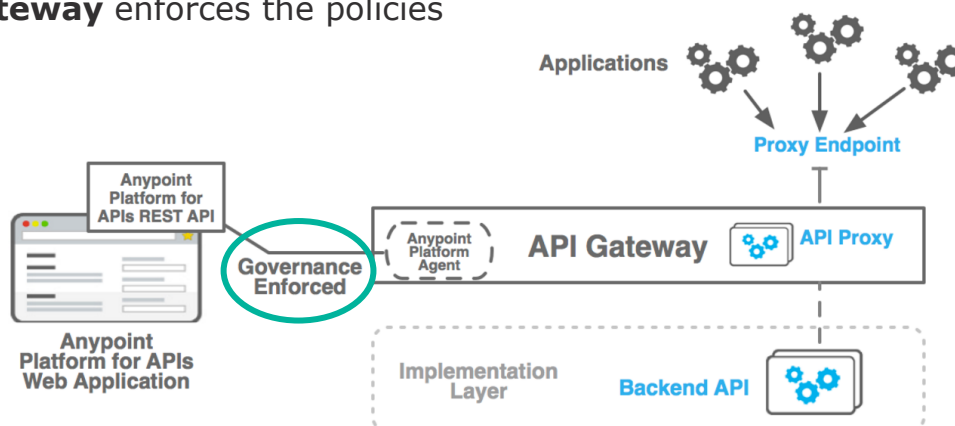 teway enforces the policies
Applications
Proxy Endpoint
Anypoint
Platform for
APIs REST API
Governance
Enforced
Anypoint
Platform
Agent
API Gateway
API Proxy
Anypoint
Platform for APIs
Web Application
Implementation
Layer
Backend API